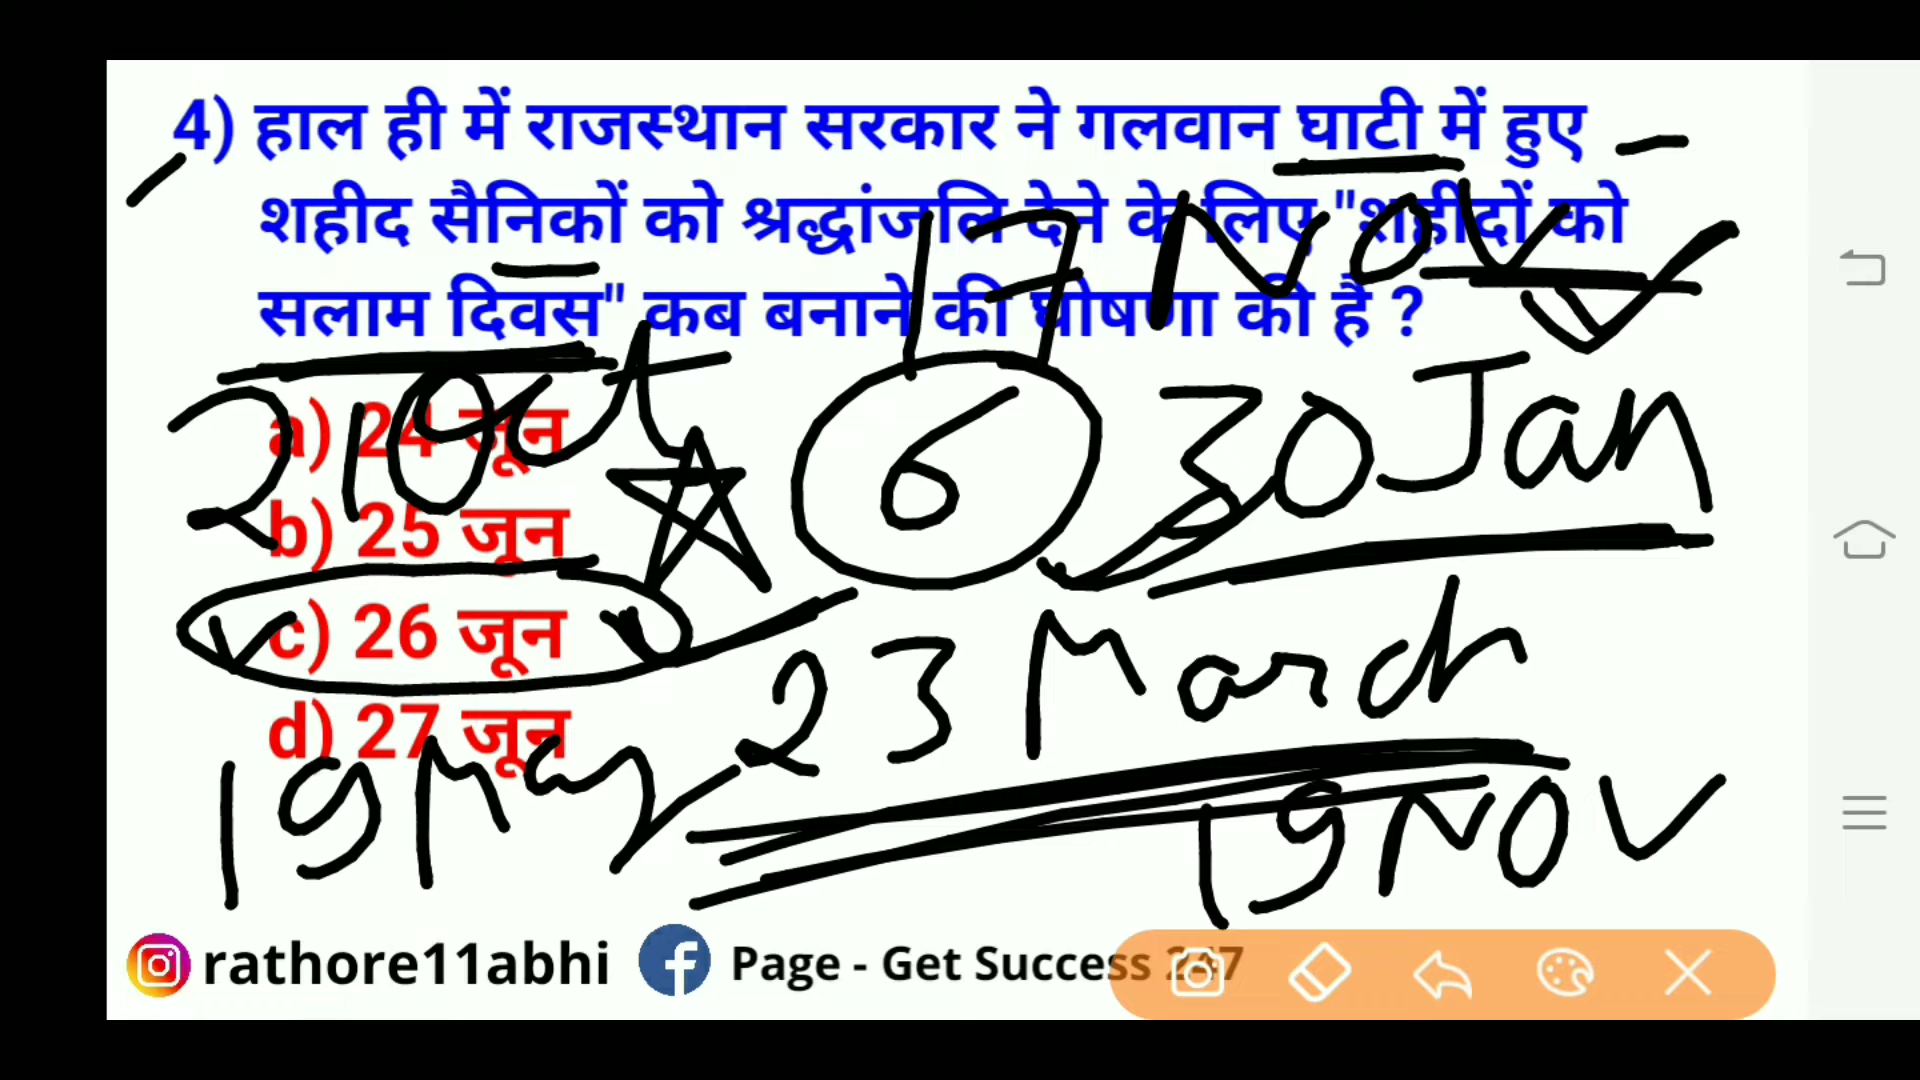 4) हाल ही में राजस्थान सरकार ने गलवान घाटी में हुए
शहीद सैनिकों को श्रद्धांजलि देने के लिए "शहीदों को
सलाम दिवस" कब बनाने की घोषणा की है ?
17 Nov
21 Oct
6
30 Jan
a) 24 जून
b) 25 जून
c) 26 जून
d) 27 जून
23 March
19 May
19 NOV
rathore11abhi
Page - Get Success 247